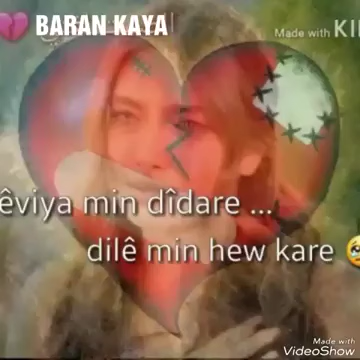 💔 BARAN KAYA
Made with KI
êviya min dîdare ...
dilê min hew kare 🥺
Made with
VideoShow